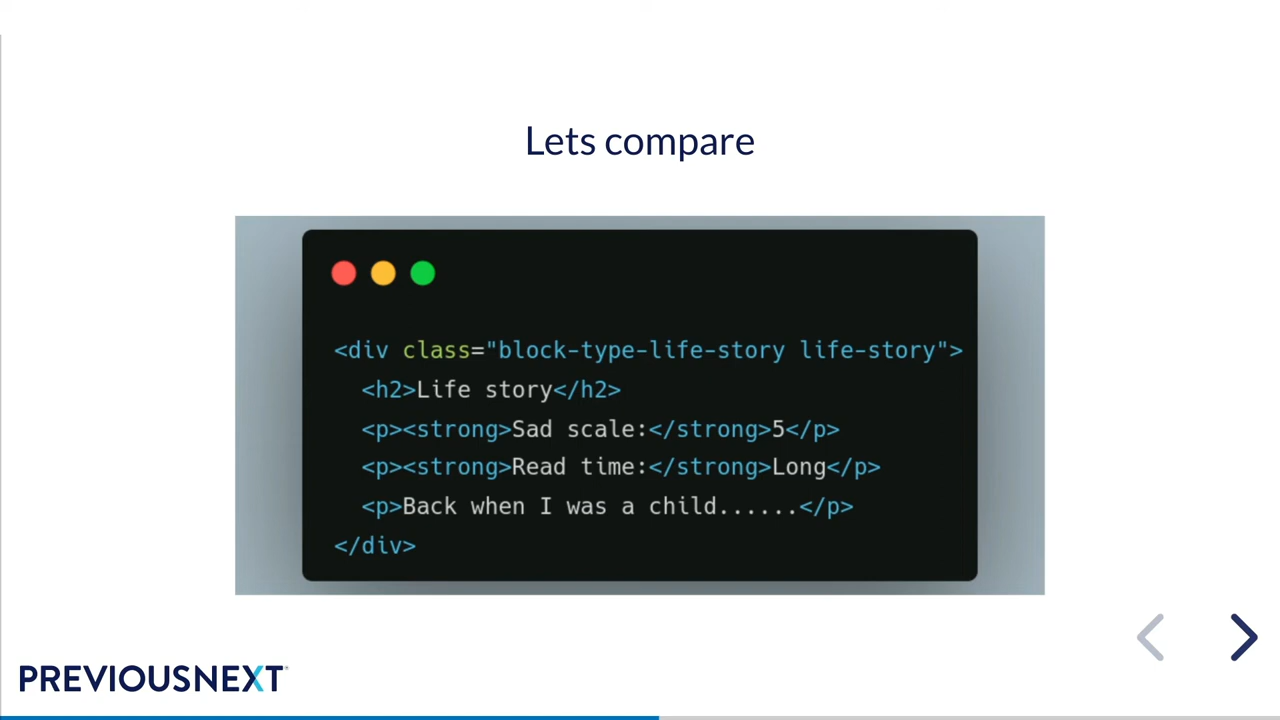 Lets compare
<div class="block-type-life-story life-story">
<h2>Life story</h2>
<p><strong>Sad scale:</strong>5</p>
<p><strong>Read time:</strong>Long</p>
<p>Back when I was a child......</p>
</div>
PREVIOUSNEXT